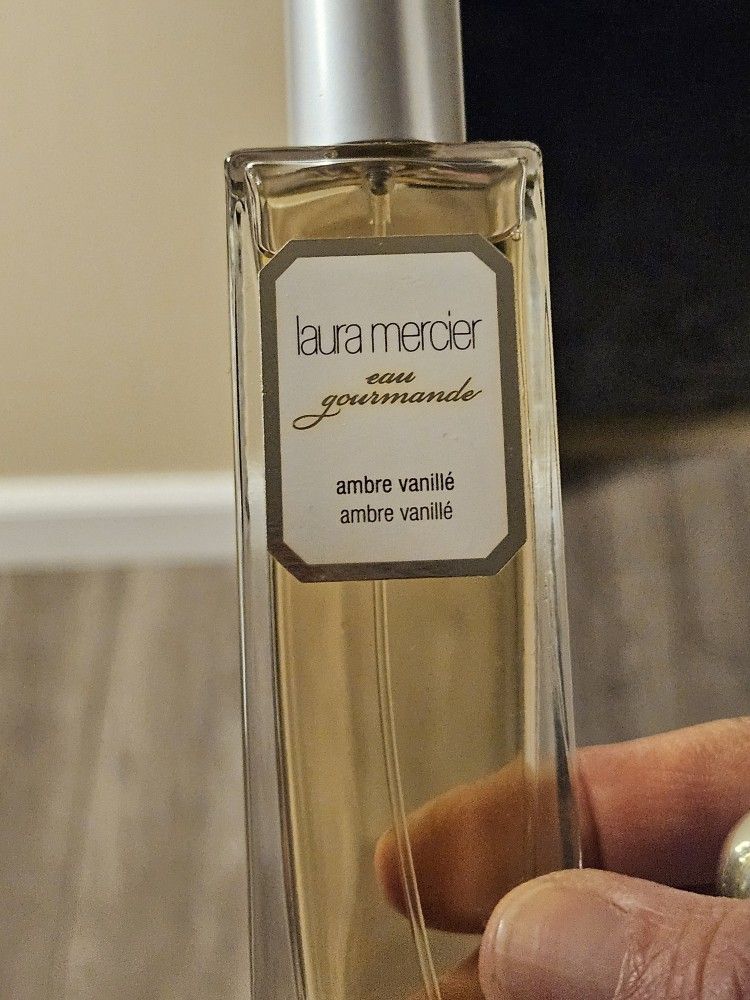 laura mercier
eau
gourmande
ambre vanillé
ambre vanillé